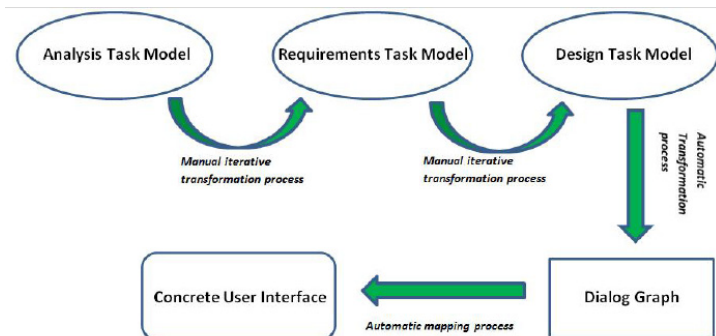 Analysis Task Model
Requirements Task Model
Design Task Model
Manual iterative
transformation process
Manual iterative
transformation process
Automatic
Transformation
process
Concrete User Interface
Dialog Graph
Automatic mapping process